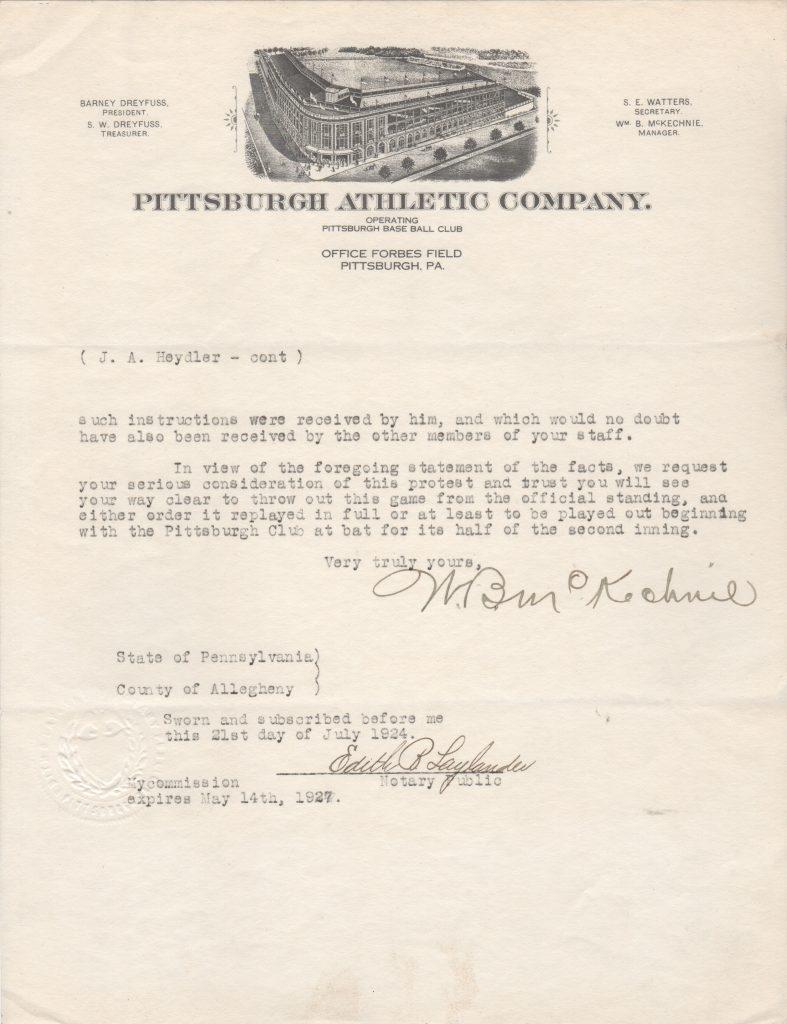 BARNEY DREYFUSS,
PRESIDENT.
S. W. DREYFUSS,
TREASURER.
S. E. WATTERS,
SECRETARY.
WM. B. McKECHNIE,
MANAGER.
PITTSBURGH ATHLETIC COMPANY.
OPERATING
PITTSBURGH BASE BALL CLUB
OFFICE FORBES FIELD
PITTSBURGH, PA.
( J. A. Heydler - cont )
such instructions were received by him, and which would no doubt
have also been received by the other members of your staff.
In view of the foregoing statement of the facts, we request
your serious consideration of this protest and trust you will see
your way clear to throw out this game from the official standing, and
either order it replayed in full or at least to be played out beginning
with the Pittsburgh Club at bat for its half of the second inning.
Very truly yours,
W. B. McKechnie
State of Pennsylvania)
County of Allegheny )
Sworn and subscribed before me
this 21st day of July 1924.
Edith B Laylander
Mycommission Notary Public
expires May 14th, 1927.